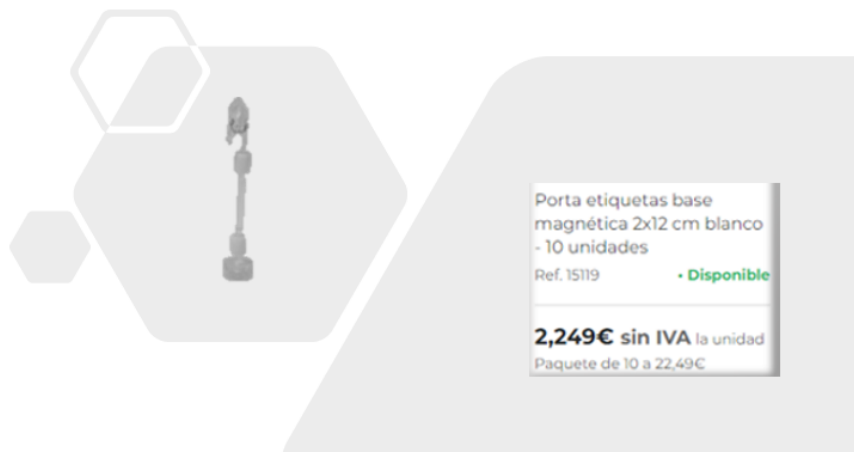 Porta etiquetas base
magnética 2x12 cm blanco
- 10 unidades
Ref. 15119 • Disponible
2,249€ sin IVA la unidad
Paquete de 10 a 22,49€